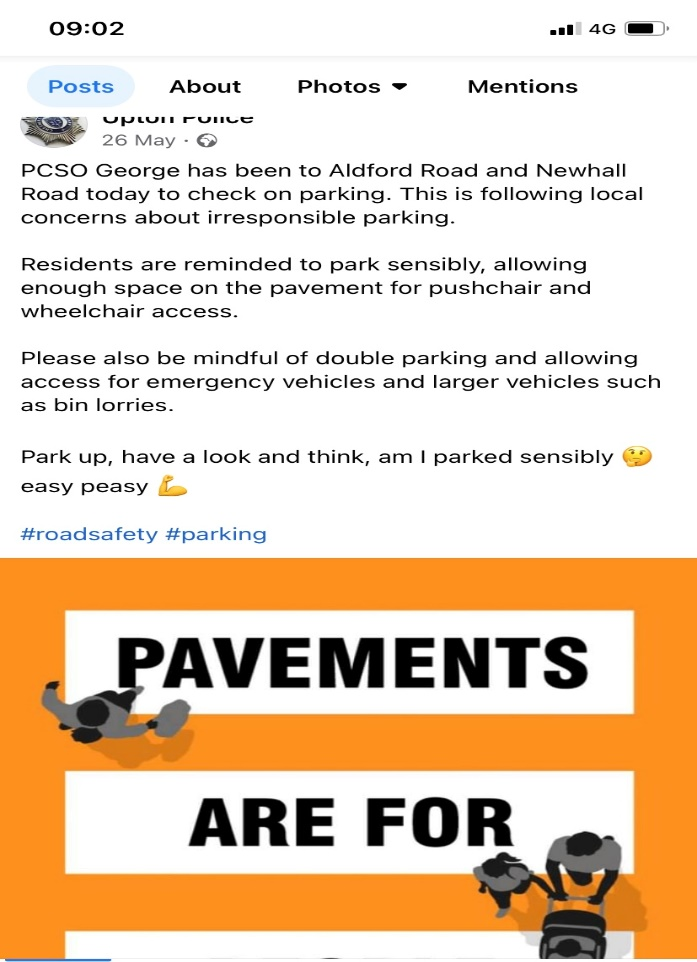 09:02
4G
Posts About Photos Mentions
Upton Police
26 May
PCSO George has been to Aldford Road and Newhall
Road today to check on parking. This is following local
concerns about irresponsible parking.
Residents are reminded to park sensibly, allowing
enough space on the pavement for pushchair and
wheelchair access.
Please also be mindful of double parking and allowing
access for emergency vehicles and larger vehicles such
as bin lorries.
Park up, have a look and think, am I parked sensibly 🤔
easy peasy 💪
#roadsafety #parking
PAVEMENTS
ARE FOR